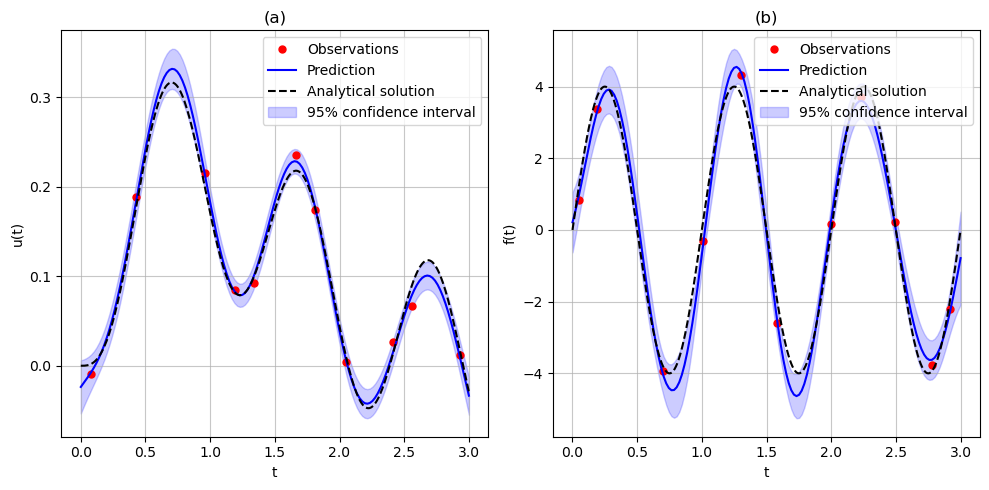 (a)
Observations
Prediction
Analytical solution
95% confidence interval
u(t)
0.3
0.2
0.1
0.0
0.0 0.5 1.0 1.5 2.0 2.5 3.0
t
(b)
Observations
Prediction
Analytical solution
95% confidence interval
f(t)
4
2
0
−2
−4
0.0 0.5 1.0 1.5 2.0 2.5 3.0
t